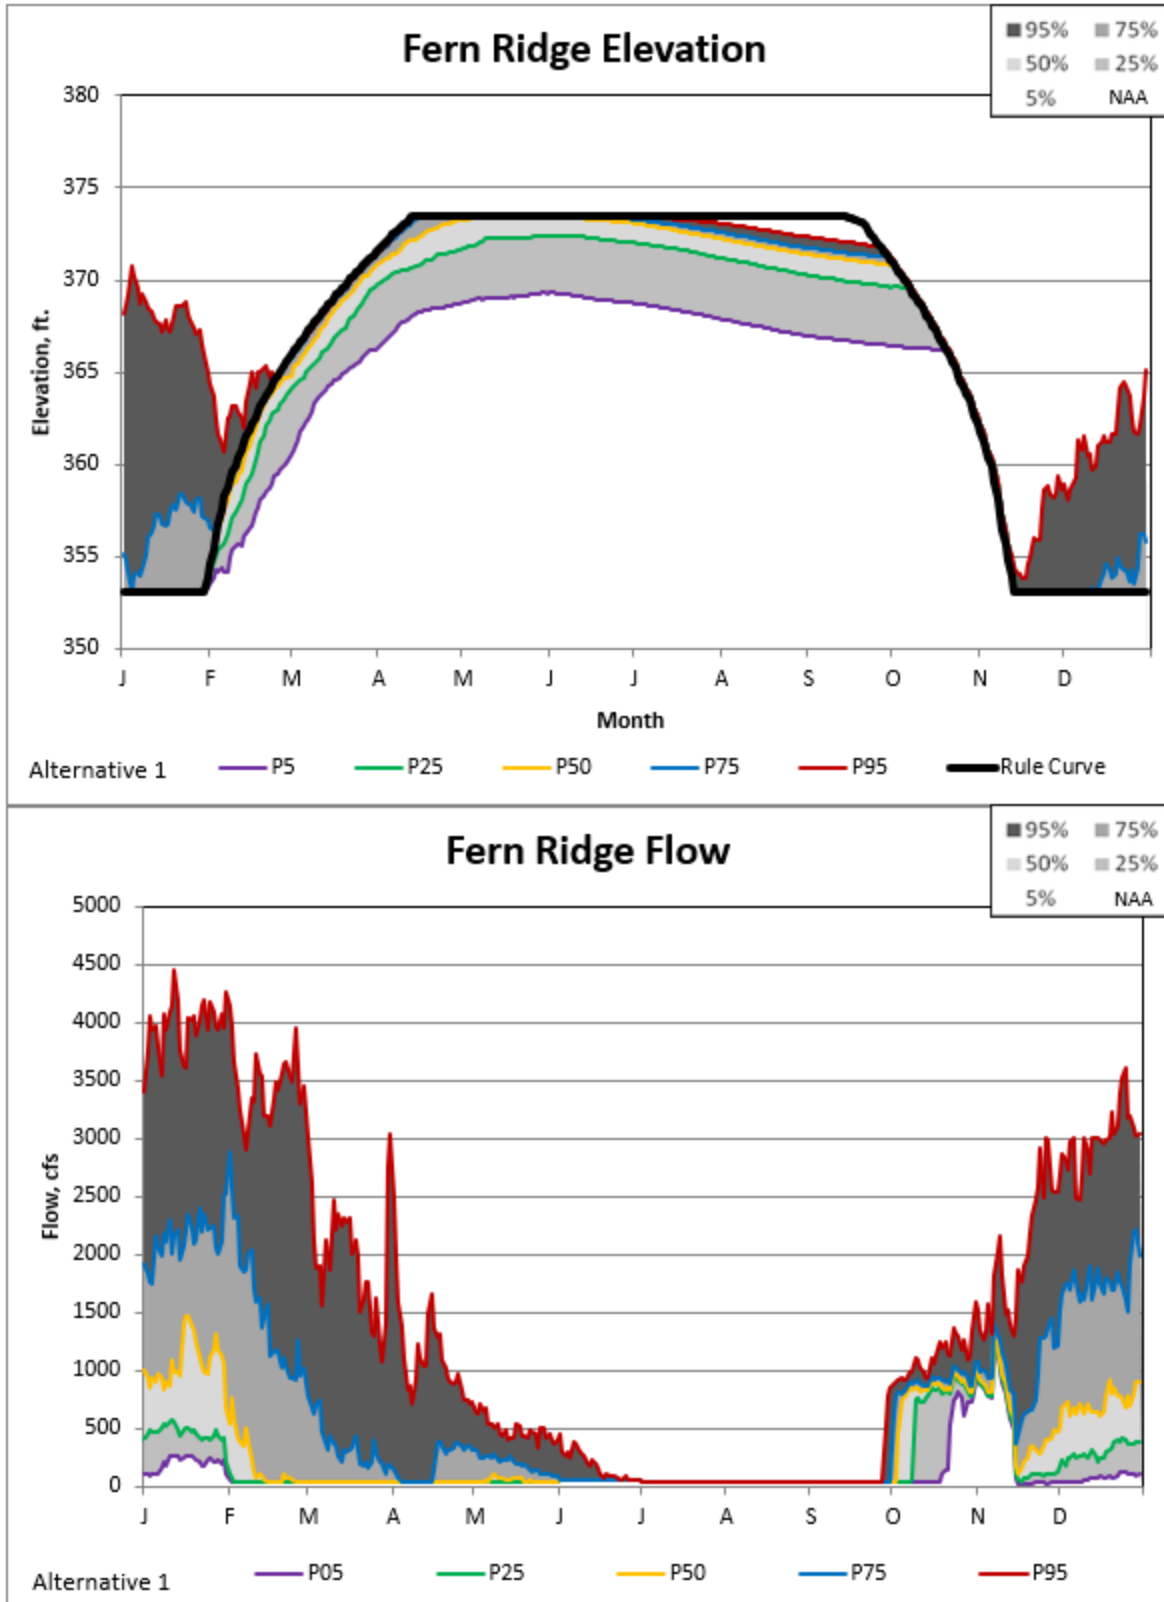 Fern Ridge Elevation
95% 75%
50% 25%
5% NAA
380
375
370
365
360
355
350
Elevation, ft.
J F M A M J J A S O N D
Month
Alternative 1 P5 P25 P50 P75 P95 Rule Curve
Fern Ridge Flow
95% 75%
50% 25%
5% NAA
5000
4500
4000
3500
3000
2500
2000
1500
1000
500
0
Flow, cfs
J F M A M J J A S O N D
Alternative 1 P05 P25 P50 P75 P95